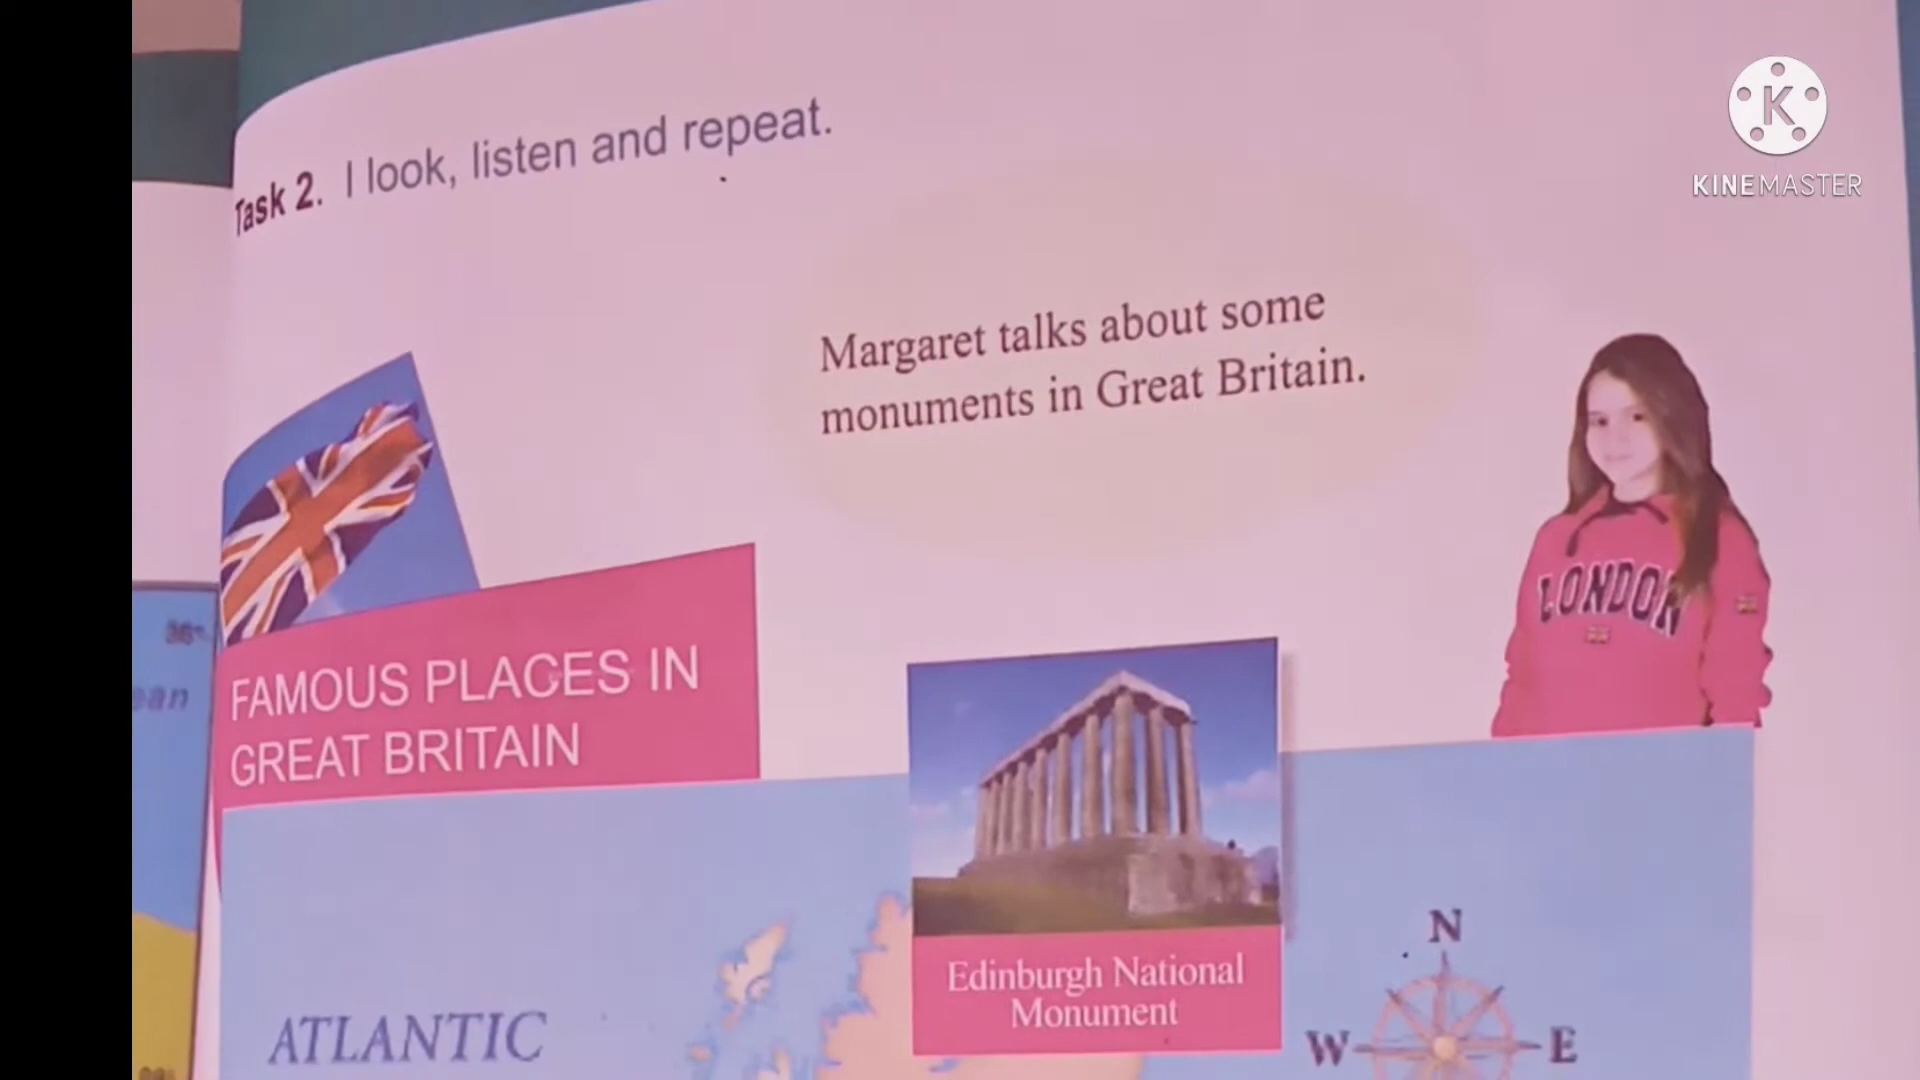 Task 2. I look, listen and repeat.
Margaret talks about some
monuments in Great Britain.
LONDON
FAMOUS PLACES IN
GREAT BRITAIN
Edinburgh National
Monument
ATLANTIC
N
W
E
K
KINEMASTER